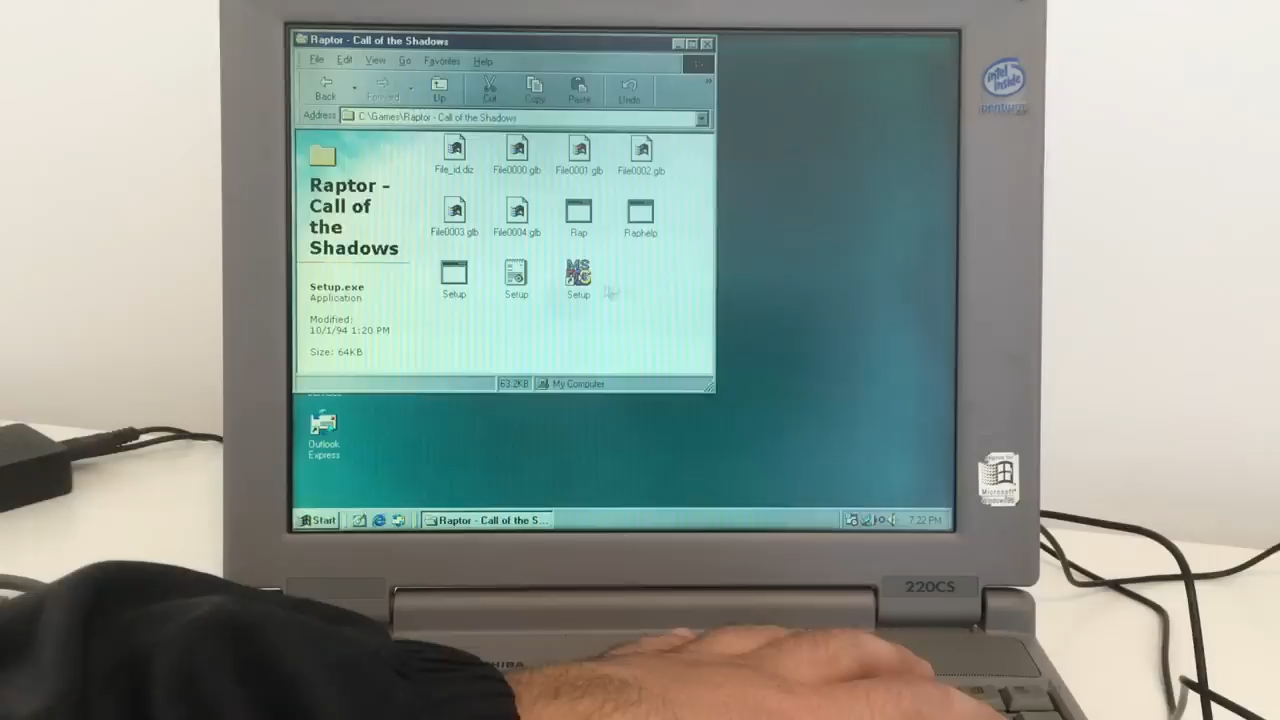 Raptor - Call of the Shadows
File Edit View Go Favorites Help
Back Forward Up Cut Copy Paste Undo
Address C:\Games\Raptor - Call of the Shadows
Raptor -
Call of
the
Shadows
Setup.exe
Application
Modified:
10/1/94 1:20 PM
Size: 64KB
File_id.diz File0000.glb File0001.glb File0002.glb
File0003.glb File0004.glb Rap Raphelp
MS
Setup Setup Setup
63.2KB My Computer
Outlook
Express
Start Raptor - Call of the S... 7:22 PM
intel
inside
pentium
Microsoft
220CS